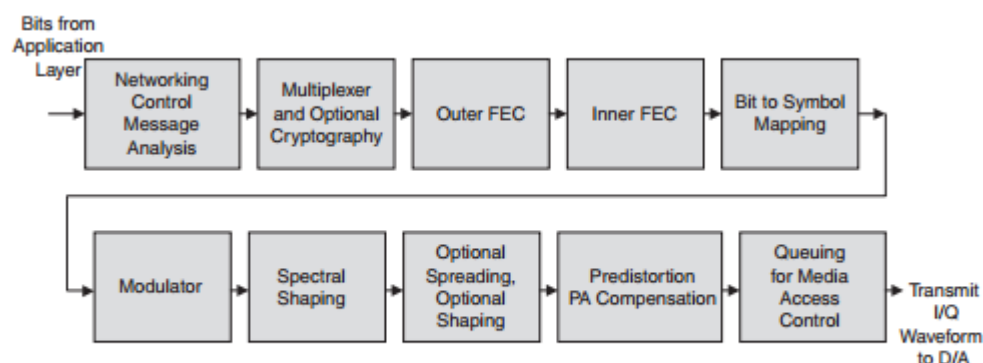 Bits from
Application
Layer
Networking
Control
Message
Analysis
Multiplexer
and Optional
Cryptography
Outer FEC
Inner FEC
Bit to Symbol
Mapping
Modulator
Spectral
Shaping
Optional
Spreading,
Optional
Shaping
Predistortion
PA Compensation
Queuing
for Media
Access
Control
Transmit
I/Q
Waveform
to D/A